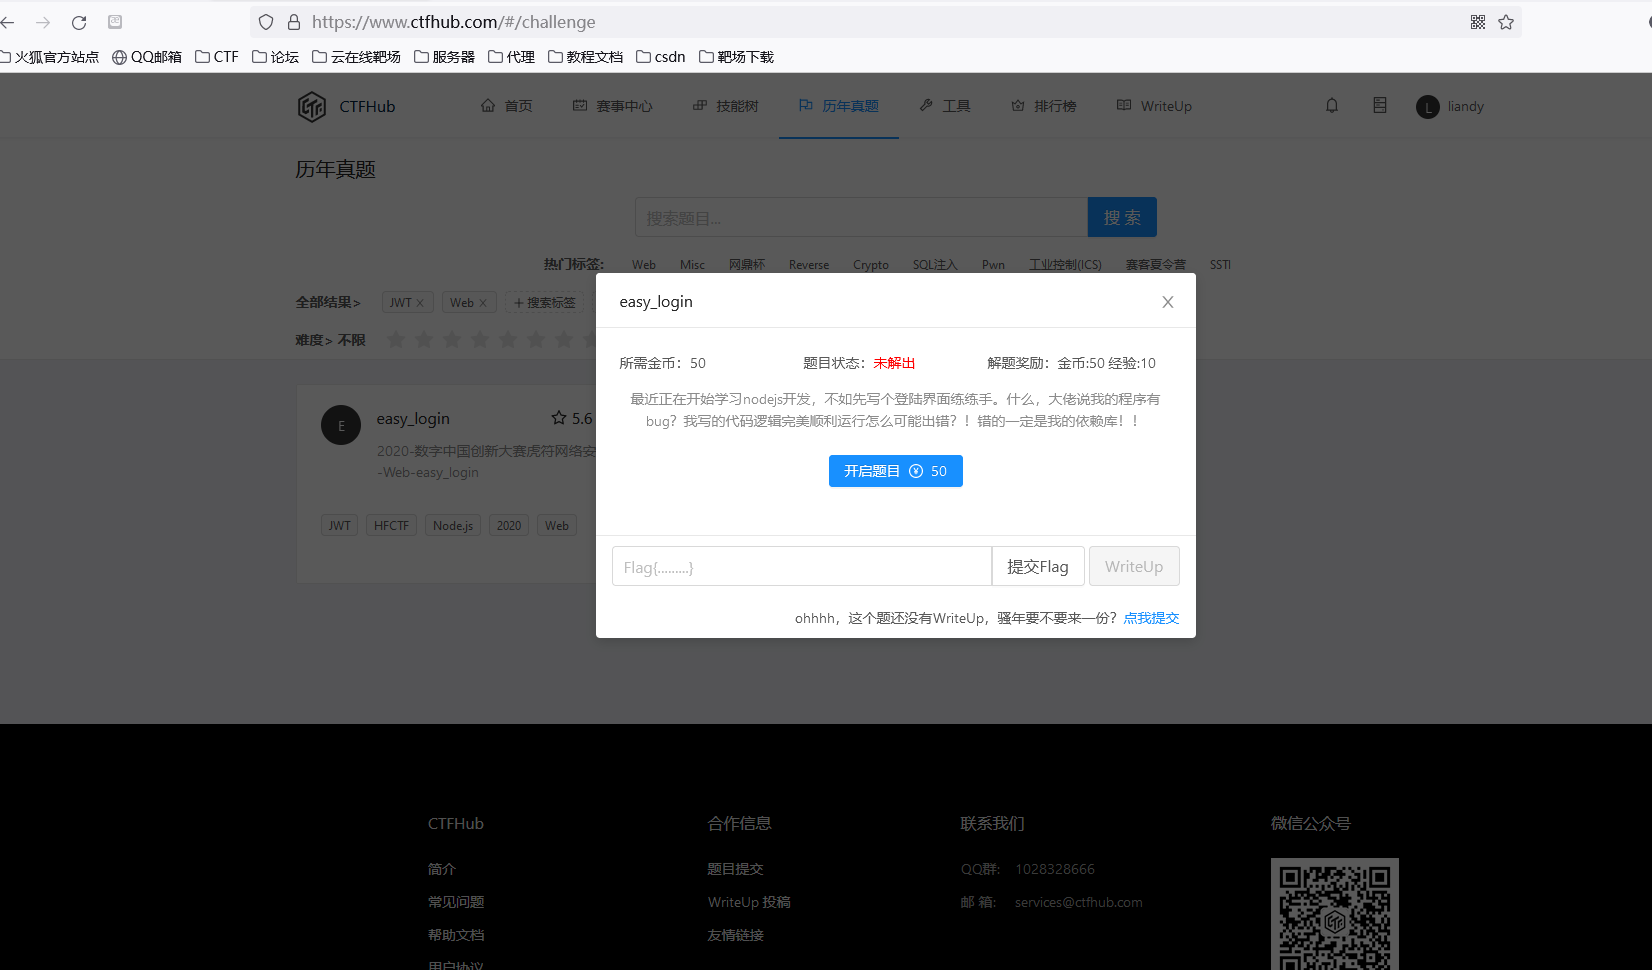 https://www.ctfhub.com/#/challenge
火狐官方站点 QQ邮箱 CTF 论坛 云在线靶场 服务器 代理 教程文档 csdn 靶场下载
CTFHub 首页 赛事中心 技能树 历年真题 工具 排行榜 WriteUp L liandy
历年真题
搜索题目... 搜 索
热门标签: Web Misc 网鼎杯 Reverse Crypto SQL注入 Pwn 工业控制(ICS) 赛客夏令营 SSTI
全部结果> JWT Web + 搜索标签
难度> 不限
E easy_login 5.6
2020-数字中国创新大赛虎符网络安
-Web-easy_login
JWT HFCTF Node.js 2020 Web
easy_login
所需金币：50 题目状态：未解出 解题奖励：金币:50 经验:10
最近正在开始学习nodejs开发，不如先写个登陆界面练练手。什么，大佬说我的程序有
bug？我写的代码逻辑完美顺利运行怎么可能出错？！错的一定是我的依赖库！！
开启题目 50
Flag{.........} 提交Flag WriteUp
ohhhh，这个题还没有WriteUp，骚年要不要来一份？点我提交
CTFHub 合作信息 联系我们 微信公众号
简介 题目提交 QQ群: 1028328666
常见问题 WriteUp 投稿 邮 箱: services@ctfhub.com
帮助文档 友情链接
用户协议